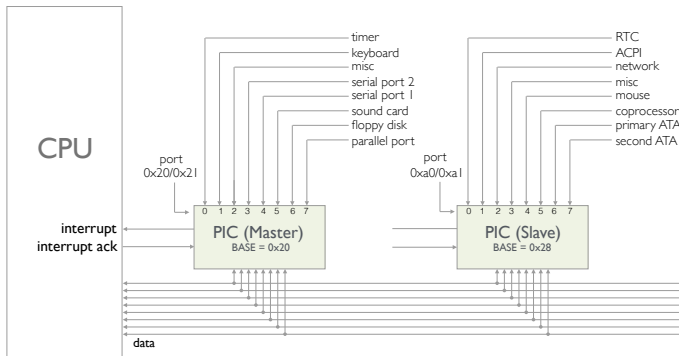 timer
keyboard
misc
serial port 2
serial port 1
sound card
floppy disk
parallel port
RTC
ACPI
network
misc
mouse
coprocessor
primary ATA
second ATA
CPU
port
0x20/0x21
port
0xa0/0xa1
0 1 2 3 4 5 6 7
0 1 2 3 4 5 6 7
interrupt
interrupt ack
PIC (Master)
BASE = 0x20
PIC (Slave)
BASE = 0x28
data